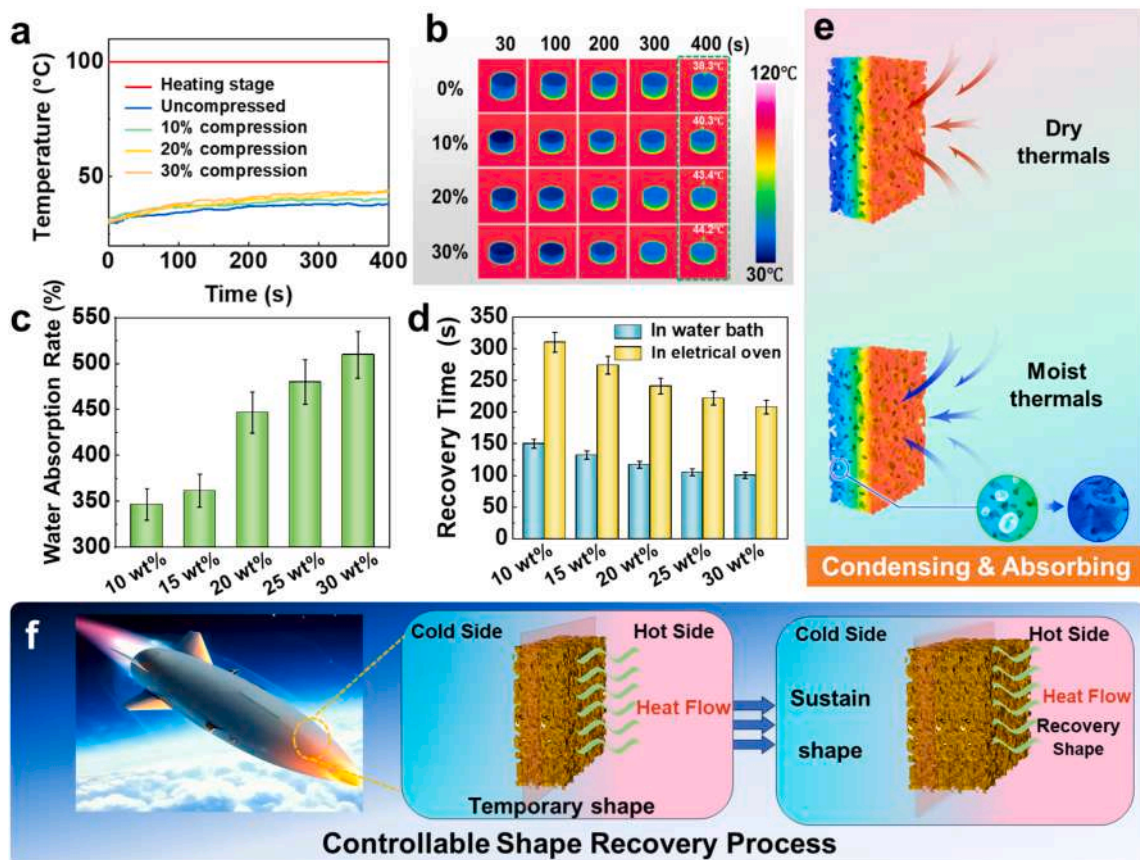 a
Temperature (°C)
100
50
Heating stage
Uncompressed
10% compression
20% compression
30% compression
0
100
200
300
400
Time (s)
b
30
100
200
300
400
(s)
0%
10%
20%
30%
38.3℃
40.3℃
43.4℃
44.2℃
120℃
30℃
c
Water Absorption Rate (%)
550
500
450
400
350
300
10 wt%
15 wt%
20 wt%
25 wt%
30 wt%
d
Recovery Time (s)
350
300
250
200
150
100
50
0
In water bath
In eletrical oven
10 wt%
15 wt%
20 wt%
25 wt%
30 wt%
e
Dry
thermals
Moist
thermals
Condensing & Absorbing
f
Cold Side
Hot Side
Heat Flow
Temporary shape
Cold Side
Hot Side
Sustain
shape
Heat Flow
Recovery
Shape
Controllable Shape Recovery Process